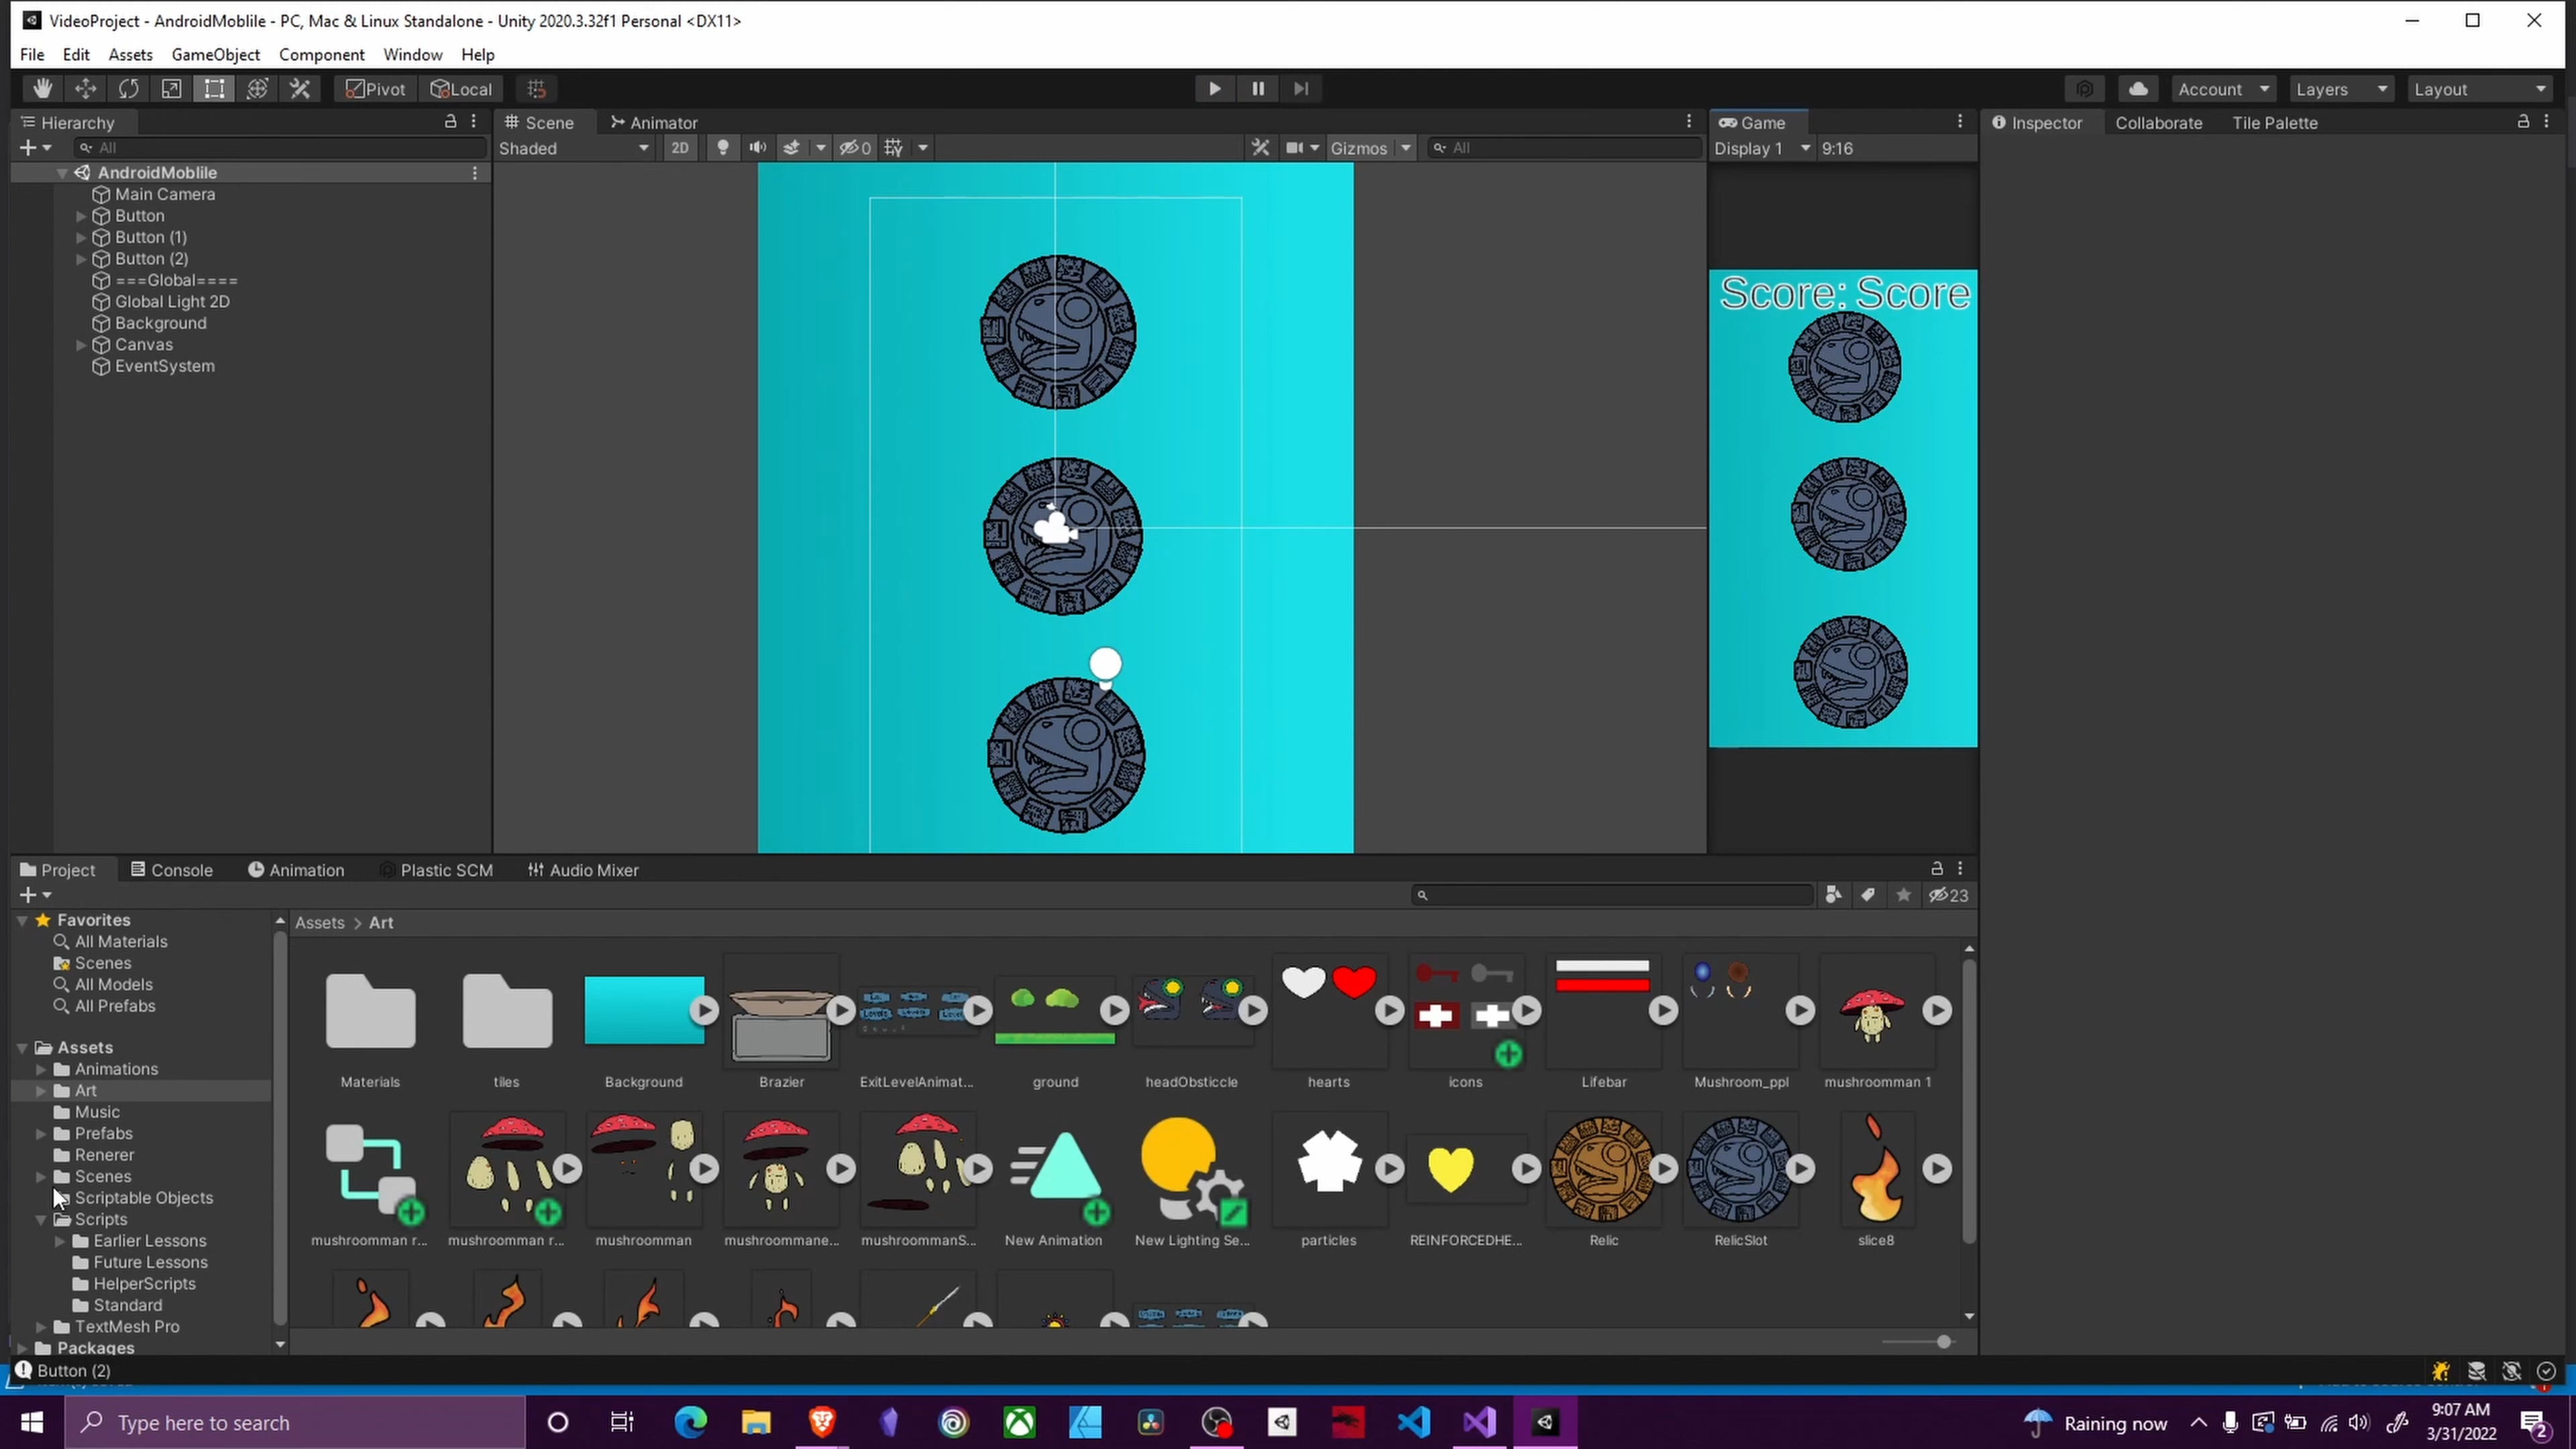 VideoProject - AndroidMoblile - PC, Mac & Linux Standalone - Unity 2020.3.32f1 Personal <DX11>
File Edit Assets GameObject Component Window Help
Pivot Local Account Layers Layout
Hierarchy Scene Animator Game Inspector Collaborate Tile Palette
All Shaded 2D 0 Gizmos All Display 1 9:16
AndroidMoblile
Main Camera
Button
Button (1)
Button (2)
===Global====
Global Light 2D
Background
Canvas
EventSystem
Score: Score
Project Console Animation Plastic SCM Audio Mixer
23
Favorites
All Materials
Scenes
All Models
All Prefabs
Assets
Animations
Art
Music
Prefabs
Renerer
Scenes
Scriptable Objects
Scripts
Earlier Lessons
Future Lessons
HelperScripts
Standard
TextMesh Pro
Packages
Assets > Art
Materials tiles Background Brazier ExitLevelAnimat... ground headObsticcle hearts icons Lifebar Mushroom_ppl mushroomman 1
mushroomman r... mushroomman r... mushroomman mushroommane... mushroommanS... New Animation New Lighting Se... particles REINFORCEDHE... Relic RelicSlot slice8
Button (2)
Type here to search
Raining now
9:07 AM
3/31/2022
2